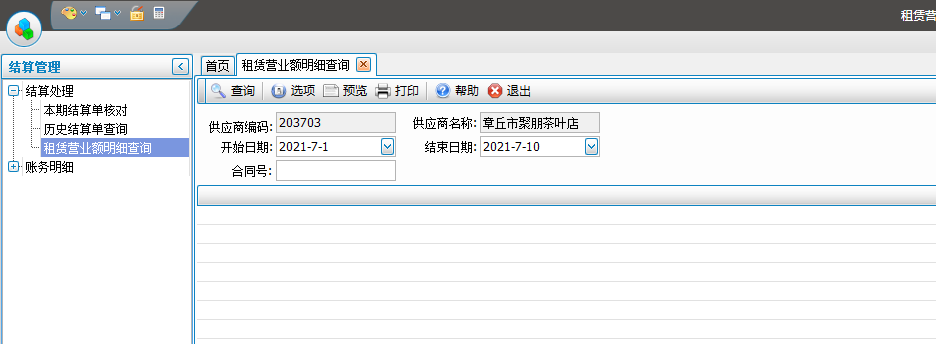 租赁营
结算管理
结算处理
本期结算单核对
历史结算单查询
租赁营业额明细查询
账务明细
首页 租赁营业额明细查询
查询 选项 预览 打印 帮助 退出
供应商编码: 203703 供应商名称: 章丘市聚朋茶叶店
开始日期: 2021-7-1 结束日期: 2021-7-10
合同号: